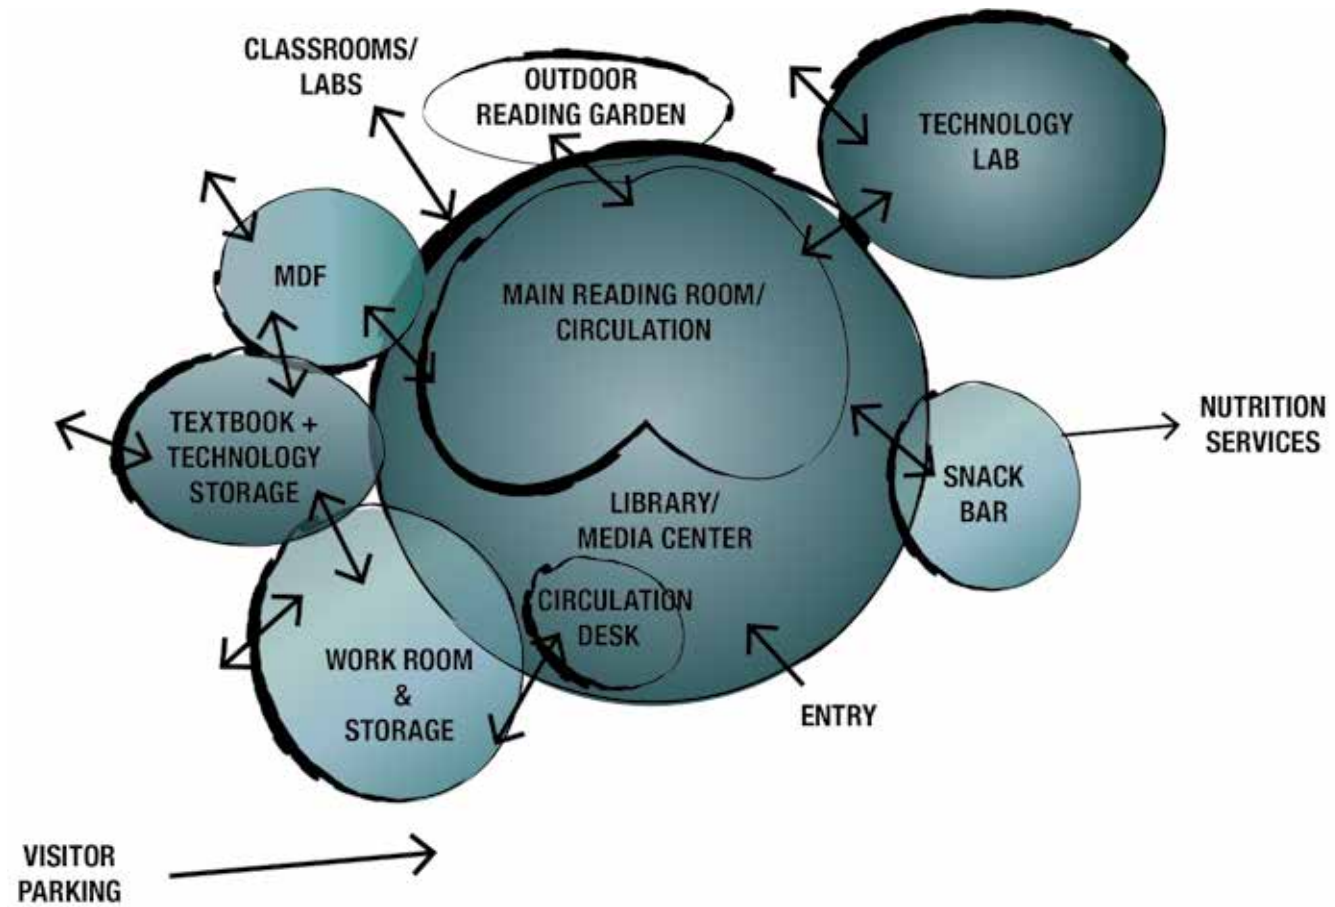 CLASSROOMS/
LABS
OUTDOOR
READING GARDEN
TECHNOLOGY
LAB
MDF
MAIN READING ROOM/
CIRCULATION
TEXTBOOK +
TECHNOLOGY
STORAGE
NUTRITION
SERVICES
SNACK
BAR
LIBRARY/
MEDIA CENTER
CIRCULATION
DESK
WORK ROOM
&
STORAGE
ENTRY
VISITOR
PARKING